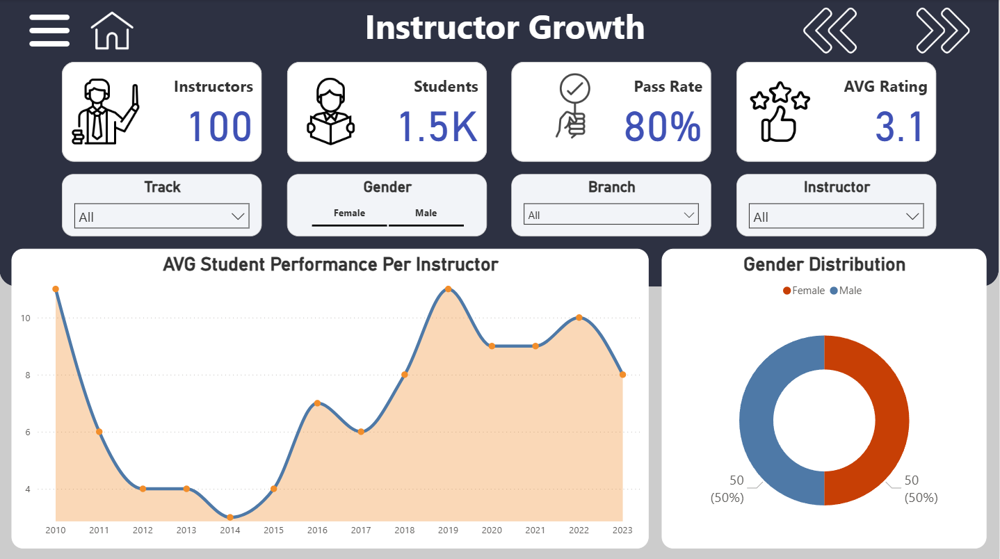 Instructor Growth
Instructors
100
Students
1.5K
Pass Rate
80%
AVG Rating
3.1
Track
All
Gender
Female Male
Branch
All
Instructor
All
AVG Student Performance Per Instructor
10
8
6
4
2010 2011 2012 2013 2014 2015 2016 2017 2018 2019 2020 2021 2022 2023
Gender Distribution
Female Male
50
(50%)
50
(50%)